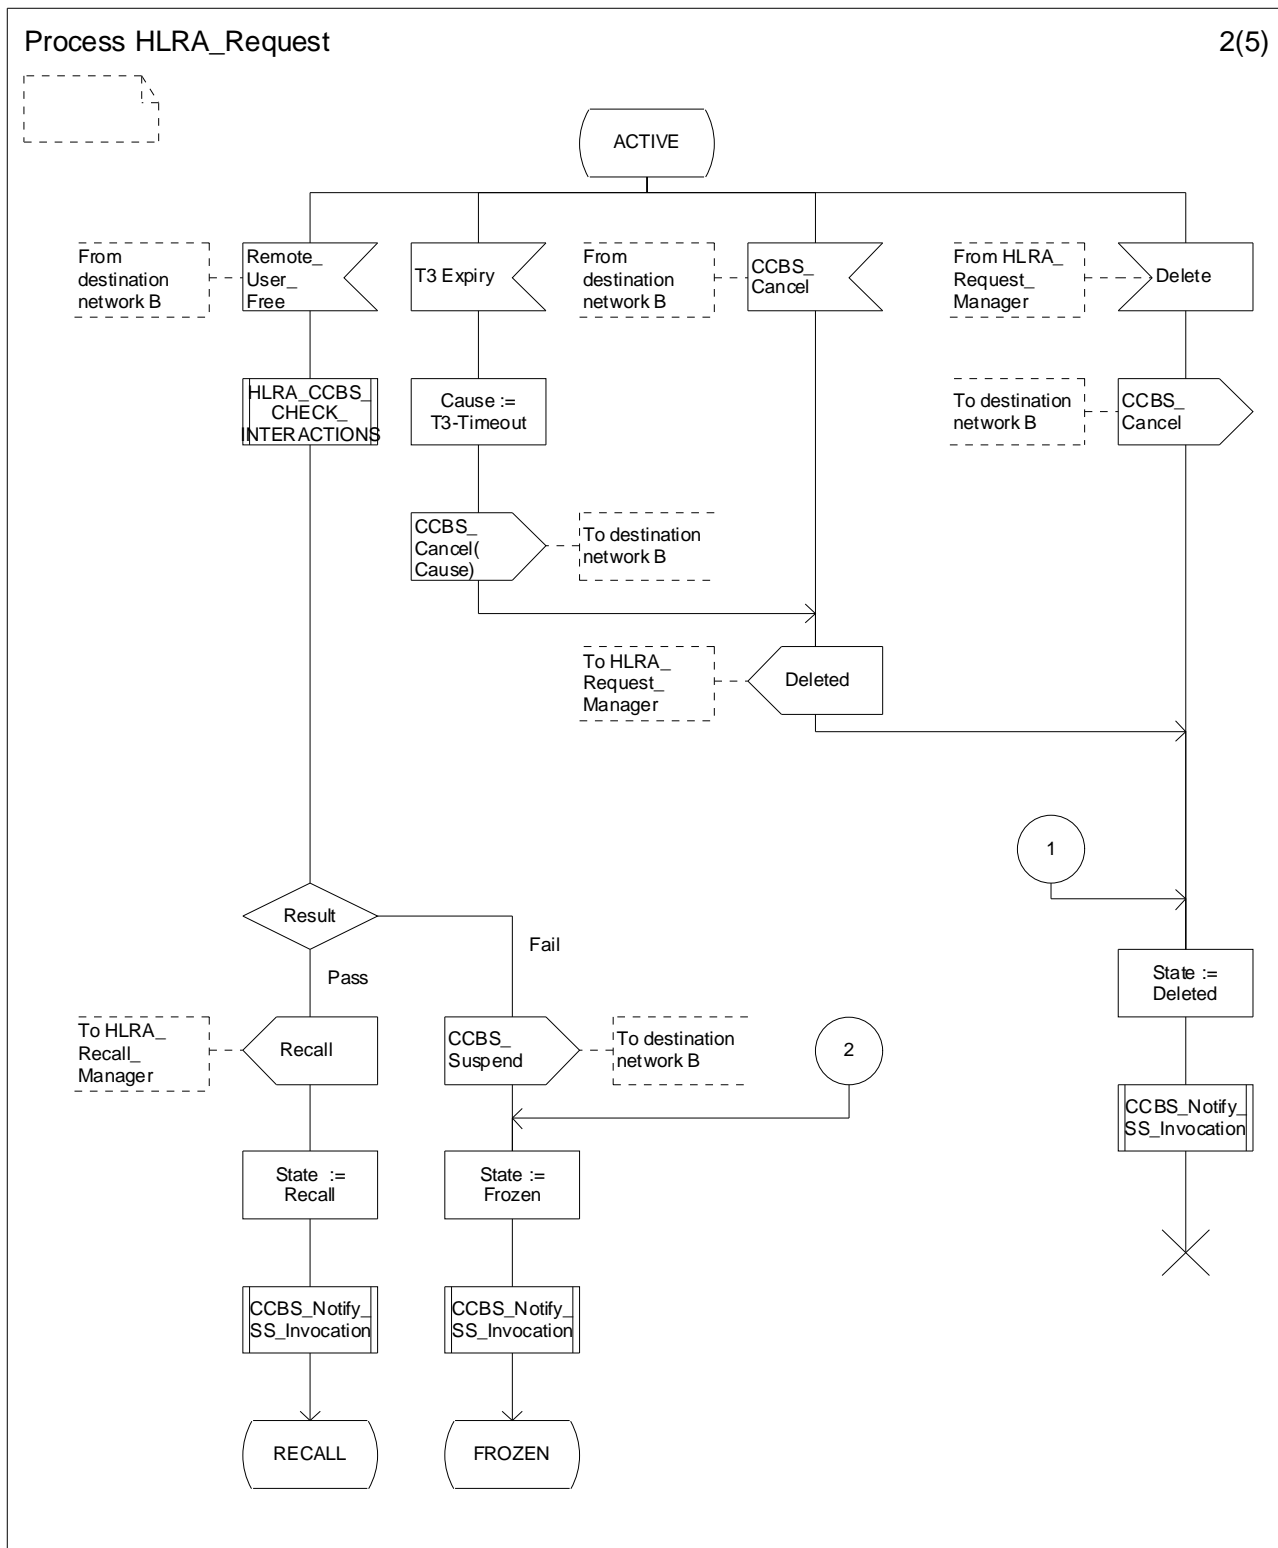 Process HLRA_Request
2(5)
ACTIVE
From
destination
network B
Remote_
User_
Free
T3 Expiry
From
destination
network B
CCBS_
Cancel
From HLRA_
Request_
Manager
Delete
HLRA_CCBS_
CHECK_
INTERACTIONS
Cause :=
T3-Timeout
To destination
network B
CCBS_
Cancel
CCBS_
Cancel(
Cause)
To destination
network B
To HLRA_
Request_
Manager
Deleted
1
Result
Fail
Pass
State :=
Deleted
To HLRA_
Recall_
Manager
Recall
CCBS_
Suspend
To destination
network B
2
CCBS_Notify_
SS_Invocation
State :=
Recall
State :=
Frozen
CCBS_Notify_
SS_Invocation
CCBS_Notify_
SS_Invocation
RECALL
FROZEN